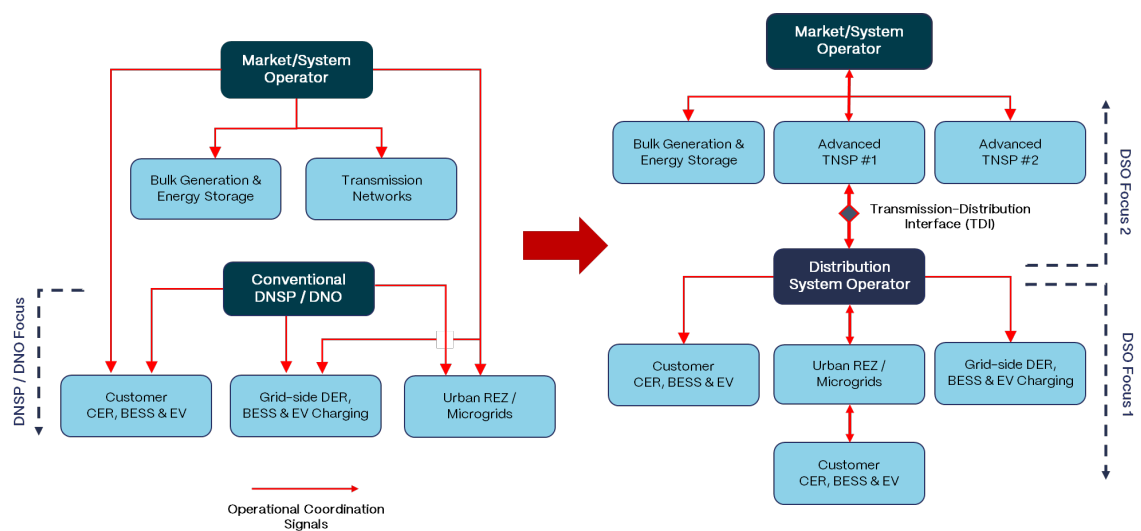 Market/System
Operator
Bulk Generation &
Energy Storage
Transmission
Networks
Conventional
DNSP / DNO
DNSP / DNO Focus
Customer
CER, BESS & EV
Grid-side DER,
BESS & EV Charging
Urban REZ /
Microgrids
Operational Coordination
Signals
Market/System
Operator
Bulk Generation &
Energy Storage
Advanced
TNSP #1
Advanced
TNSP #2
Transmission-Distribution
Interface (TDI)
DSO Focus 2
Distribution
System Operator
Customer
CER, BESS & EV
Urban REZ /
Microgrids
Grid-side DER,
BESS & EV Charging
DSO Focus 1
Customer
CER, BESS & EV